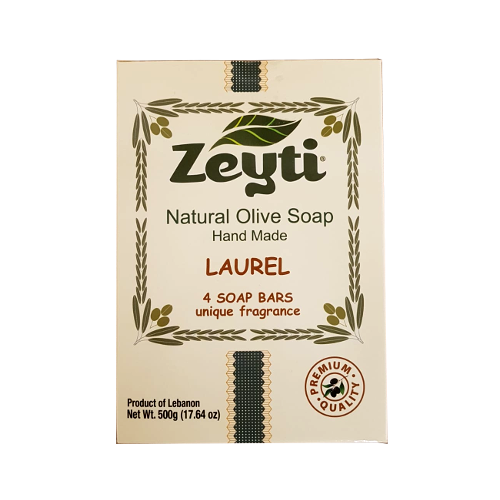 Zeyti®
Natural Olive Soap
Hand Made
LAUREL
4 SOAP BARS
unique fragrance
PREMIUM
QUALITY
Product of Lebanon
Net Wt. 500g (17.64 oz)